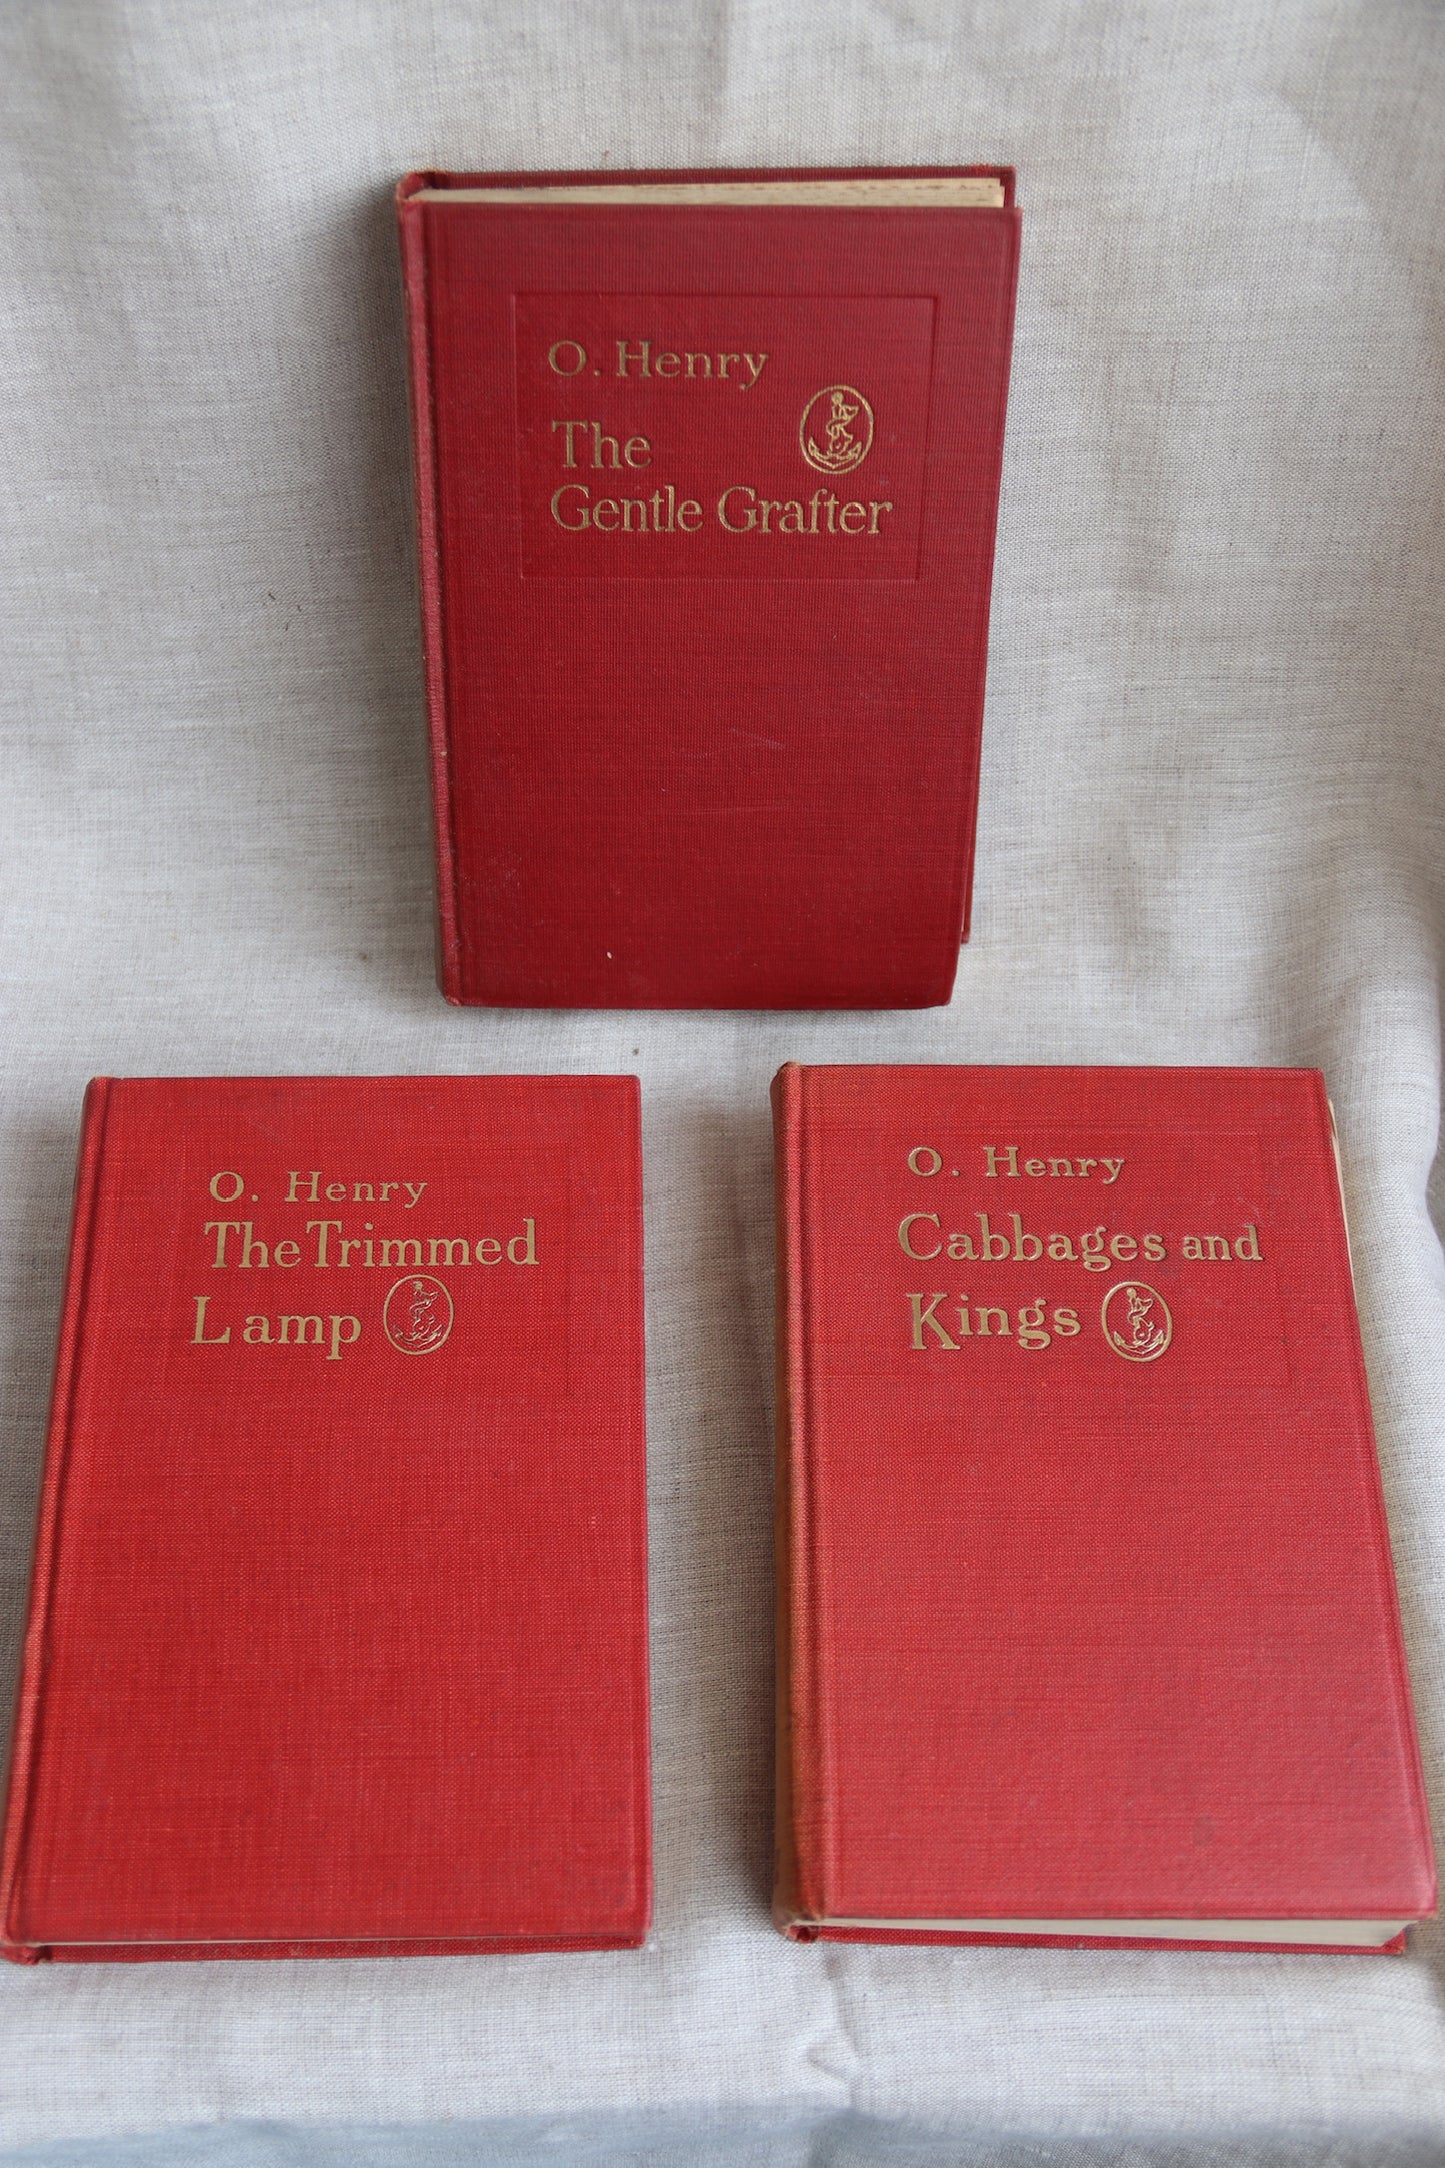 O. Henry
The
Gentle Grafter
O. Henry
The Trimmed
Lamp
O. Henry
Cabbages and
Kings